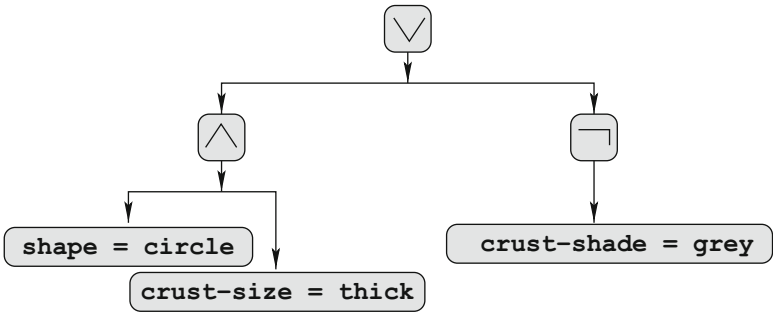 ∨
∧
¬
shape = circle
crust-shade = grey
crust-size = thick